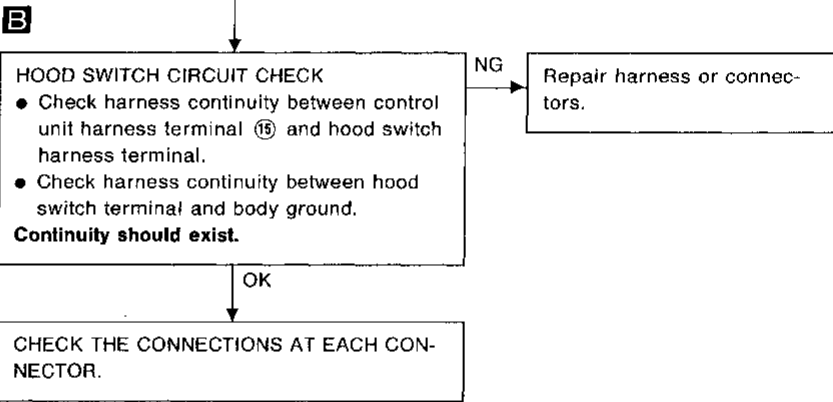 B
HOOD SWITCH CIRCUIT CHECK
● Check harness continuity between control
unit harness terminal ⑮ and hood switch
harness terminal.
● Check harness continuity between hood
switch terminal and body ground.
Continuity should exist.
NG
Repair harness or connec-
tors.
OK
CHECK THE CONNECTIONS AT EACH CON-
NECTOR.